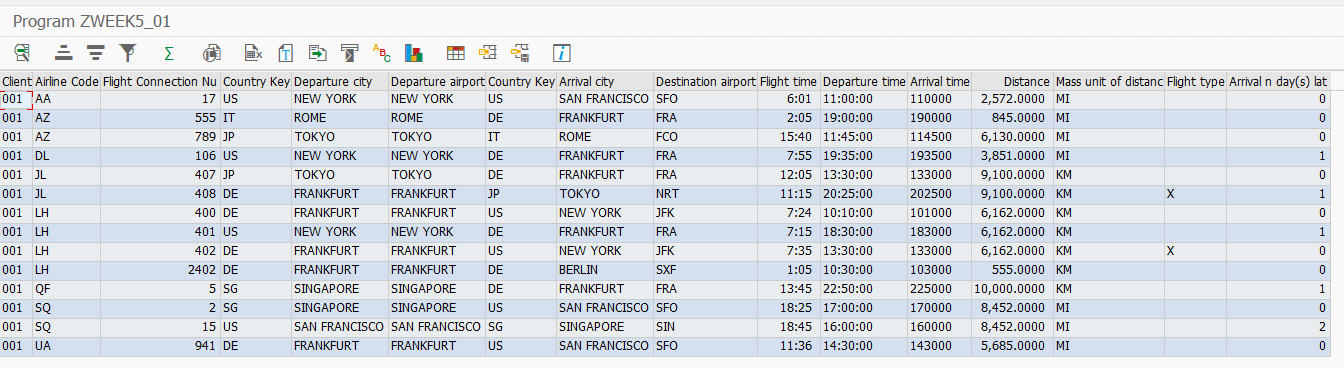 Program ZWEEK5_01
Client Airline Code Flight Connection Nu Country Key Departure city Departure airport Country Key Arrival city Destination airport Flight time Departure time Arrival time Distance Mass unit of distanc Flight type Arrival n day(s) lat
001 AA 17 US NEW YORK NEW YORK US SAN FRANCISCO SFO 6:01 11:00:00 110000 2,572.0000 MI 0
001 AZ 555 IT ROME ROME DE FRANKFURT FRA 2:05 19:00:00 190000 845.0000 MI 0
001 AZ 789 JP TOKYO TOKYO IT ROME FCO 15:40 11:45:00 114500 6,130.0000 MI 0
001 DL 106 US NEW YORK NEW YORK DE FRANKFURT FRA 7:55 19:35:00 193500 3,851.0000 MI 1
001 JL 407 JP TOKYO TOKYO DE FRANKFURT FRA 12:05 13:30:00 133000 9,100.0000 KM 0
001 JL 408 DE FRANKFURT FRANKFURT JP TOKYO NRT 11:15 20:25:00 202500 9,100.0000 KM X 1
001 LH 400 DE FRANKFURT FRANKFURT US NEW YORK JFK 7:24 10:10:00 101000 6,162.0000 KM 0
001 LH 401 US NEW YORK NEW YORK DE FRANKFURT FRA 7:15 18:30:00 183000 6,162.0000 KM 1
001 LH 402 DE FRANKFURT FRANKFURT US NEW YORK JFK 7:35 13:30:00 133000 6,162.0000 KM X 0
001 LH 2402 DE FRANKFURT FRANKFURT DE BERLIN SXF 1:05 10:30:00 103000 555.0000 KM 0
001 QF 5 SG SINGAPORE SINGAPORE DE FRANKFURT FRA 13:45 22:50:00 225000 10,000.0000 KM 1
001 SQ 2 SG SINGAPORE SINGAPORE US SAN FRANCISCO SFO 18:25 17:00:00 170000 8,452.0000 MI 0
001 SQ 15 US SAN FRANCISCO SAN FRANCISCO SG SINGAPORE SIN 18:45 16:00:00 160000 8,452.0000 MI 2
001 UA 941 DE FRANKFURT FRANKFURT US SAN FRANCISCO SFO 11:36 14:30:00 143000 5,685.0000 MI 0